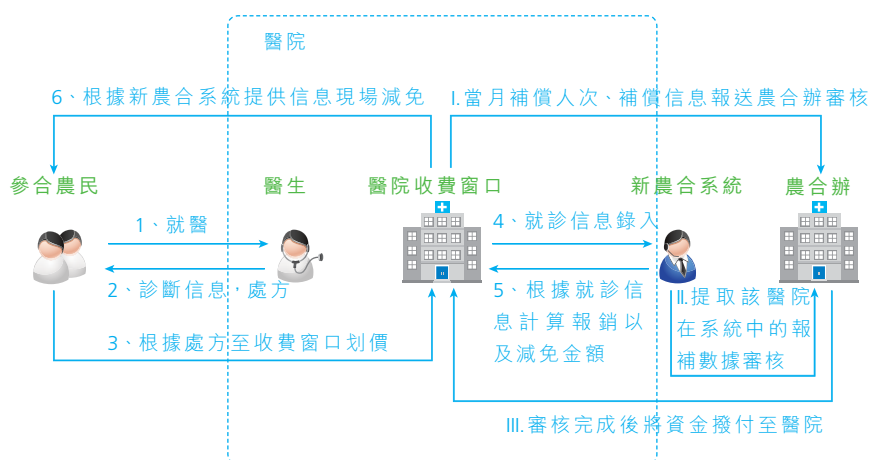 醫院
6、根據新農合系統提供信息現場減免
I.當月補償人次、補償信息報送農合辦審核
參合農民
醫生
醫院收費窗口
新農合系統
農合辦
1、就醫
4、就診信息錄入
2、診斷信息，處方
5、根據就診信
息計算報銷以
及減免金額
II.提取該醫院
在系統中的報
補數據審核
3、根據處方至收費窗口划價
III.審核完成後將資金撥付至醫院